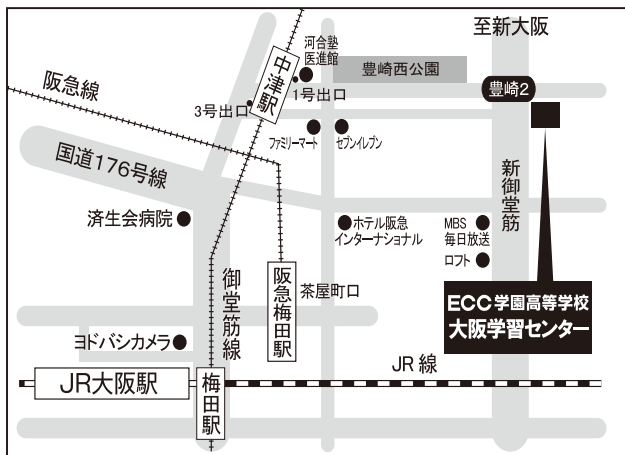 至新大阪
河合塾
医進館
豊崎西公園
中津駅
1号出口
3号出口
豊崎2
阪急線
ファミリーマート
セブンイレブン
国道176号線
新御堂筋
済生会病院
ホテル阪急
インターナショナル
MBS
毎日放送
ロフト
御堂筋線
阪急梅田駅
茶屋町口
ECC学園高等学校
大阪学習センター
ヨドバシカメラ
JR線
JR大阪駅
梅田駅